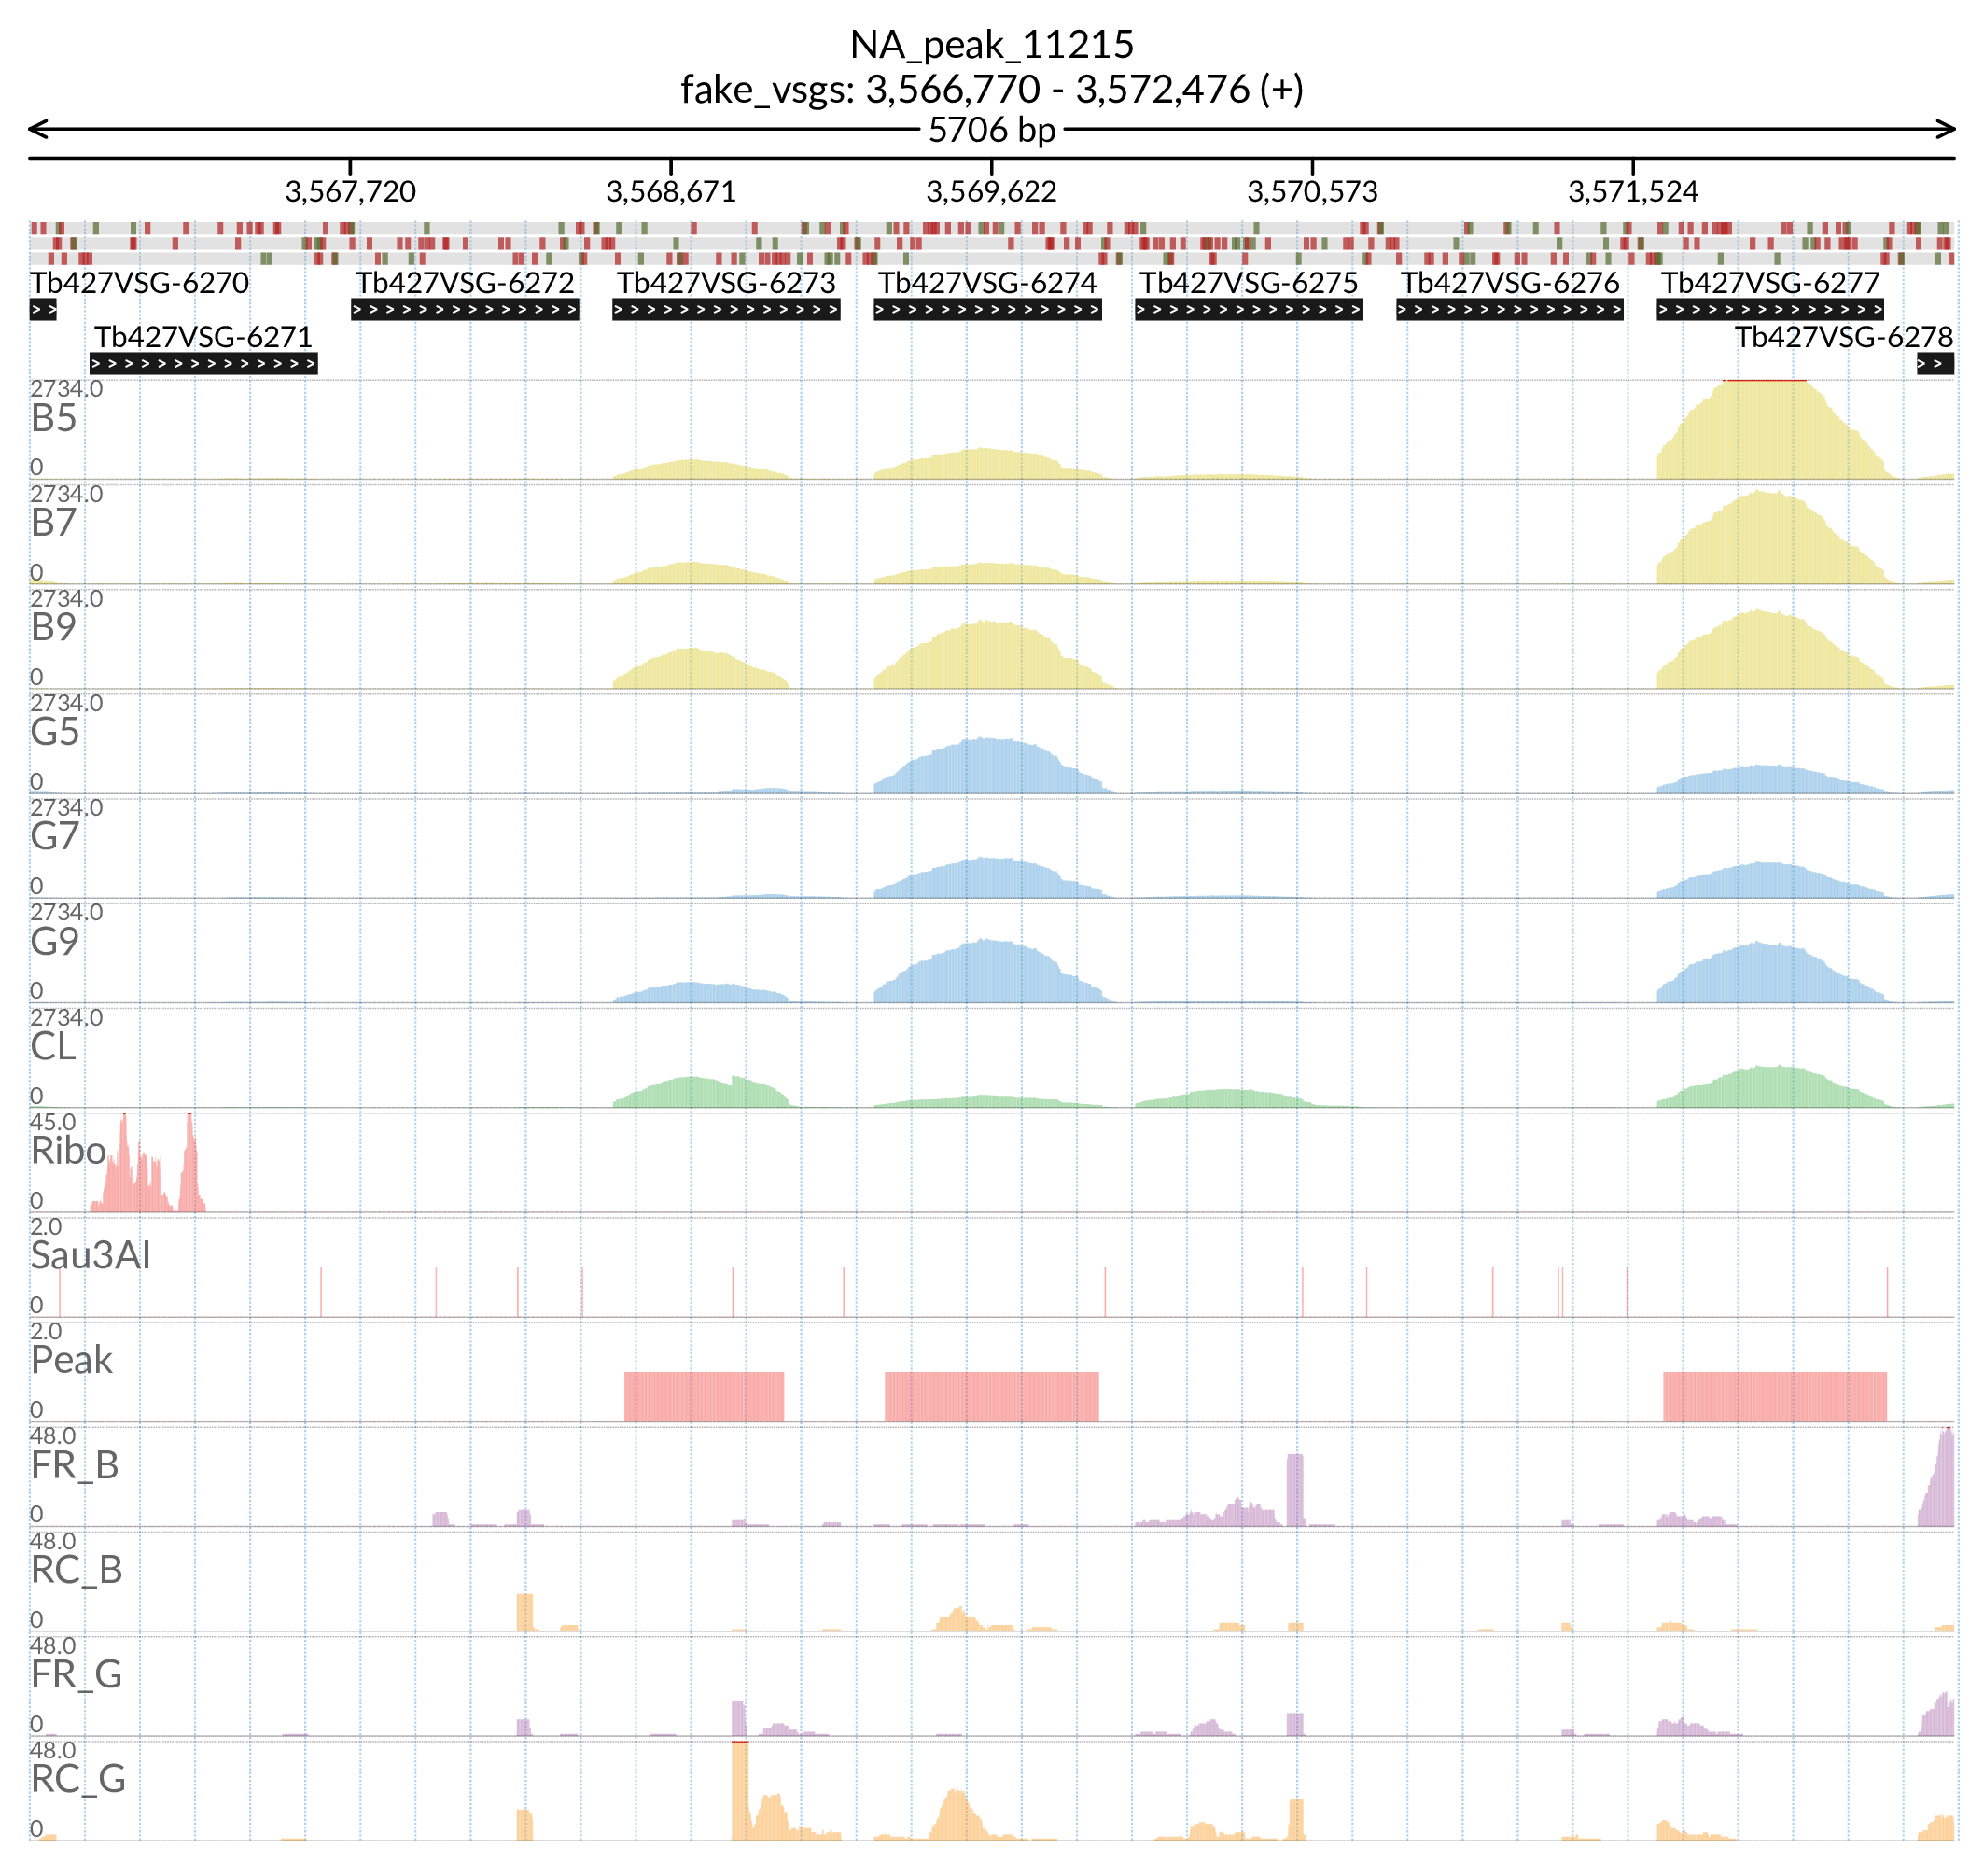 NA_peak_11215
fake_vsgs: 3,566,770 - 3,572,476 (+)
5706 bp
3,567,720 3,568,671 3,569,622 3,570,573 3,571,524
Tb427VSG-6270 Tb427VSG-6272 Tb427VSG-6273 Tb427VSG-6274 Tb427VSG-6275 Tb427VSG-6276 Tb427VSG-6277
Tb427VSG-6271 Tb427VSG-6278
2734.0
B5
0
2734.0
B7
0
2734.0
B9
0
2734.0
G5
0
2734.0
G7
0
2734.0
G9
0
2734.0
CL
0
45.0
Ribo
0
2.0
Sau3AI
0
2.0
Peak
0
48.0
FR_B
0
48.0
RC_B
0
48.0
FR_G
0
48.0
RC_G
0